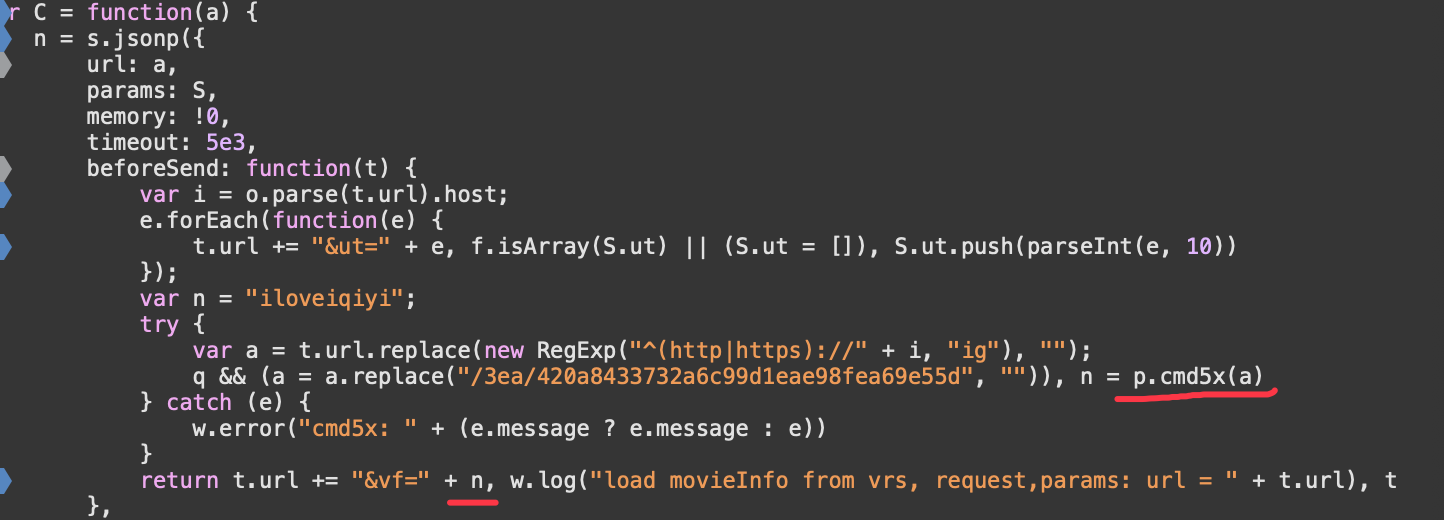 r C = function(a) {
n = s.jsonp({
url: a,
params: S,
memory: !0,
timeout: 5e3,
beforeSend: function(t) {
var i = o.parse(t.url).host;
e.forEach(function(e) {
t.url += "&ut=" + e, f.isArray(S.ut) || (S.ut = []), S.ut.push(parseInt(e, 10))
});
var n = "iloveiqiyi";
try {
var a = t.url.replace(new RegExp("^(http|https)://" + i, "ig"), "");
q && (a = a.replace("/3ea/420a8433732a6c99d1eae98fea69e55d", "")), n = p.cmd5x(a)
} catch (e) {
w.error("cmd5x: " + (e.message ? e.message : e))
}
return t.url += "&vf=" + n, w.log("load movieInfo from vrs, request,params: url = " + t.url), t
},